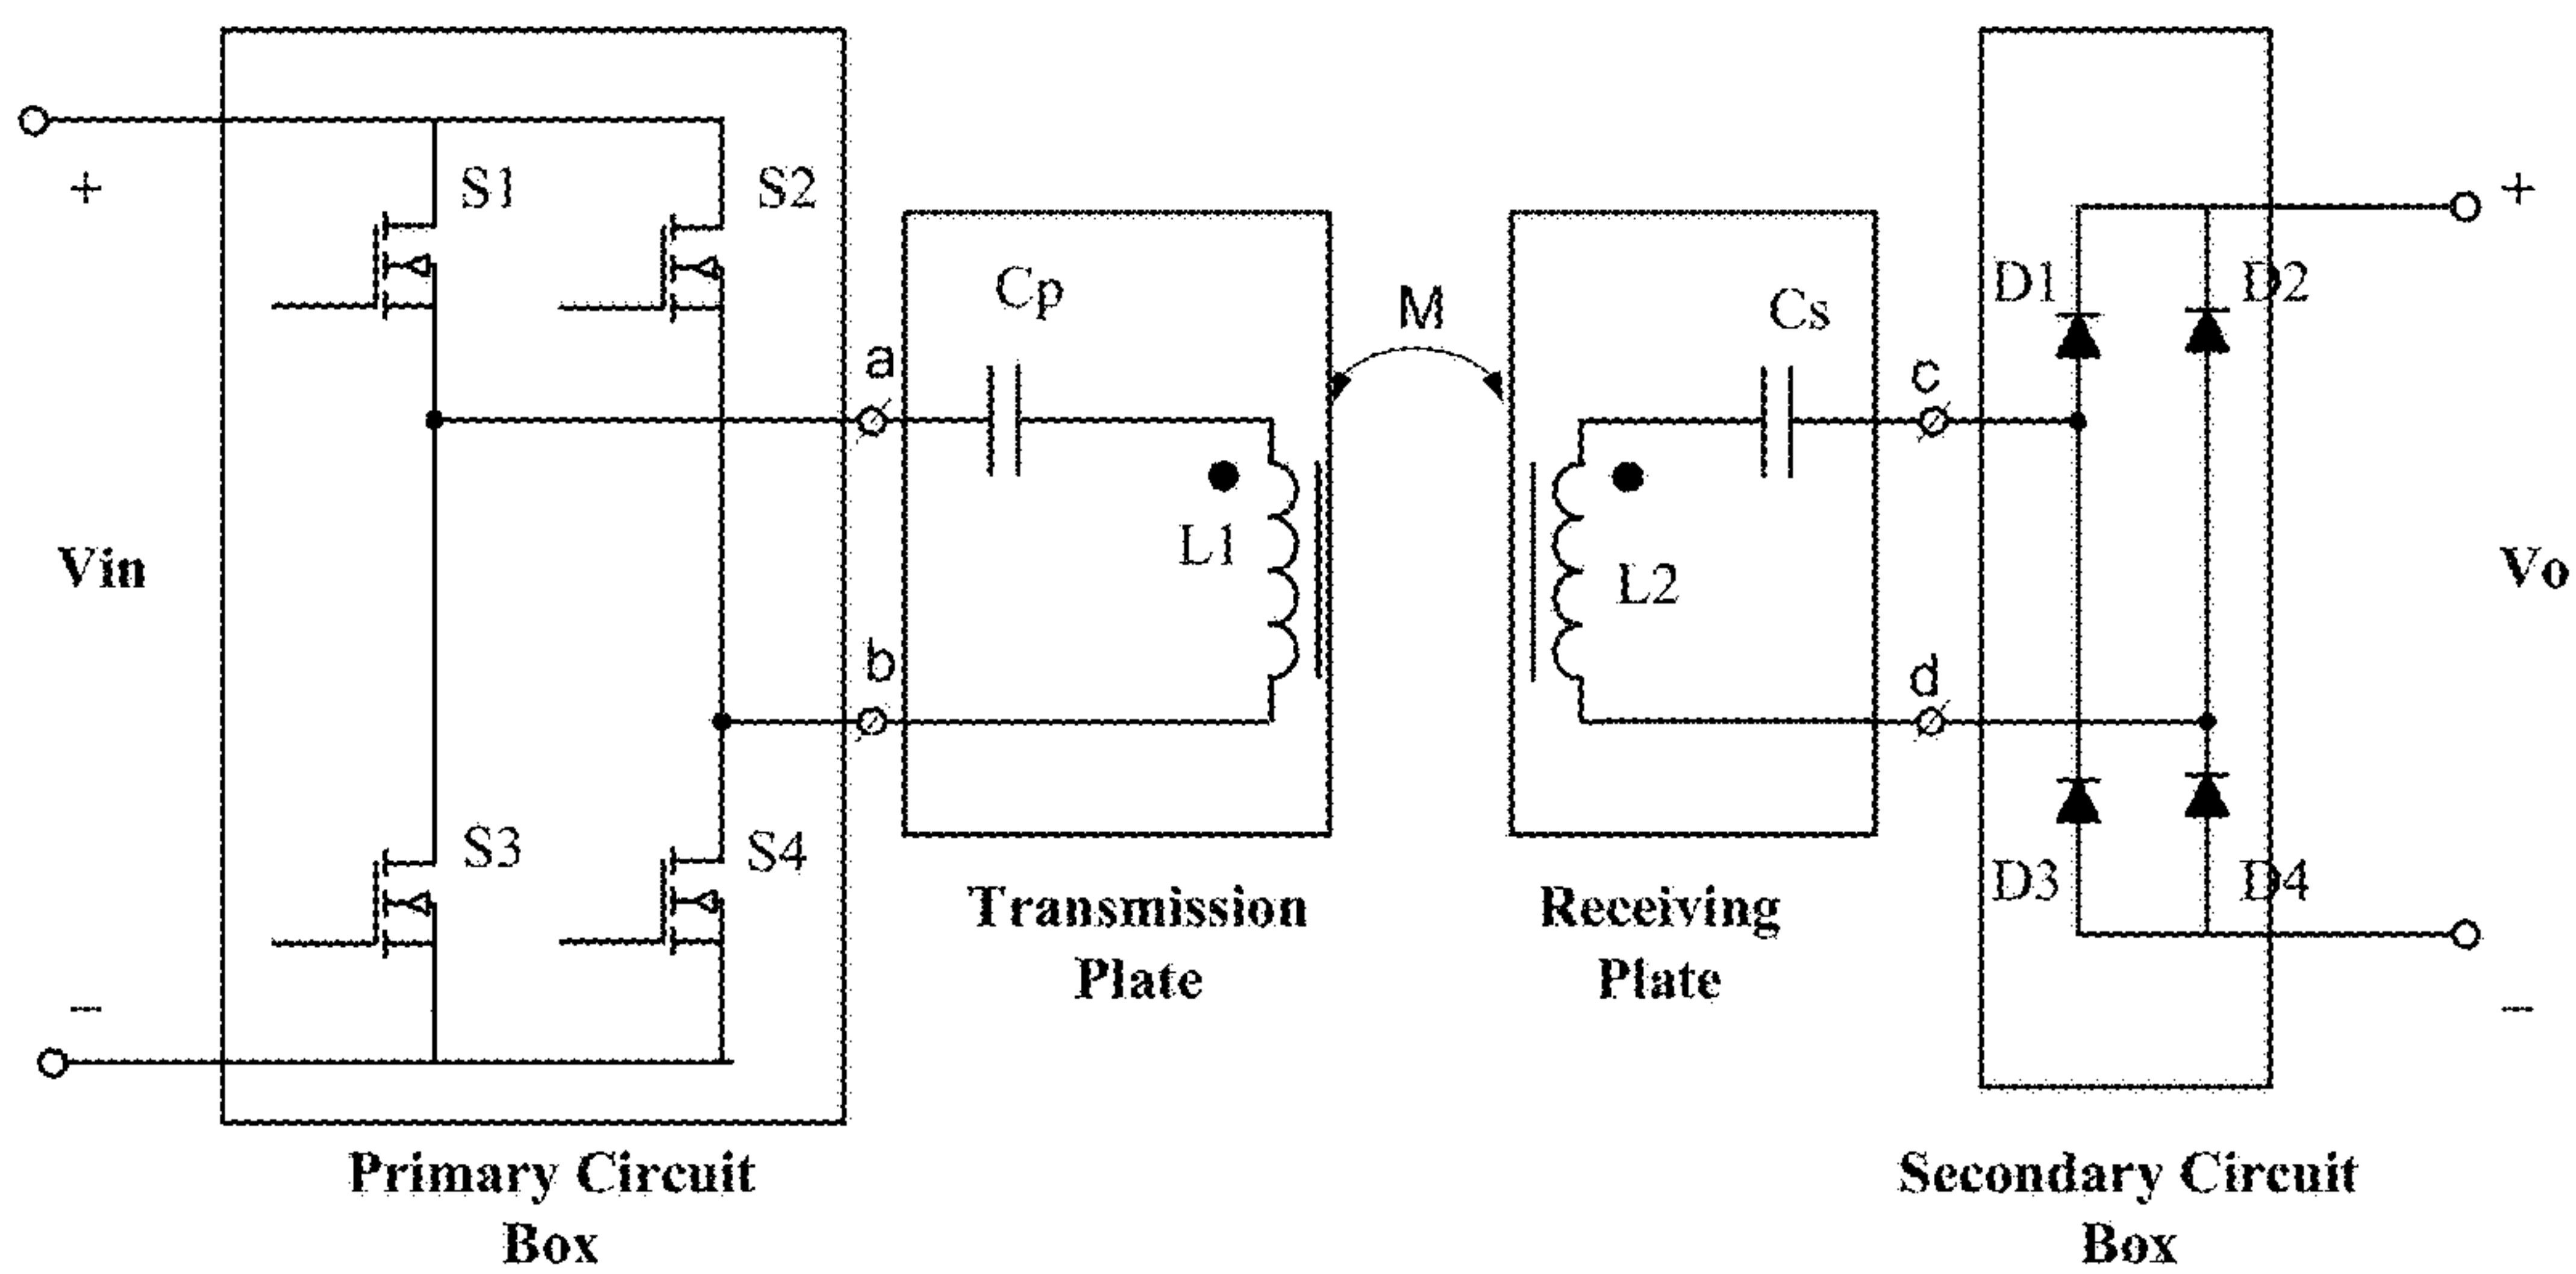 +
S1
S2
Cp
M
Cs
D1
D2
+
a
c
Vin
L1
L2
Vo
b
d
S3
S4
D3
D4
Transmission
Plate
Receiving
Plate
–
–
Primary Circuit
Box
Secondary Circuit
Box